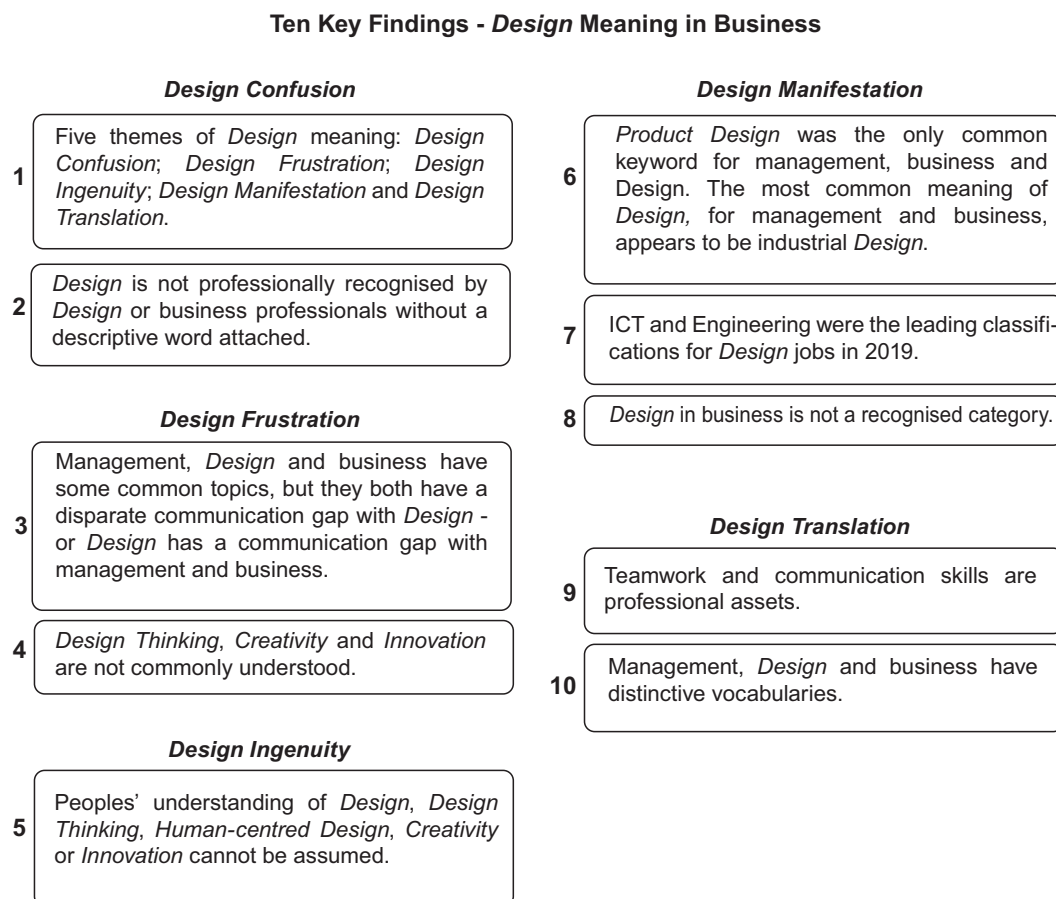 Ten Key Findings - Design Meaning in Business
Design Confusion
1
Five themes of Design meaning: Design
Confusion; Design Frustration; Design
Ingenuity; Design Manifestation and Design
Translation.
2
Design is not professionally recognised by
Design or business professionals without a
descriptive word attached.
Design Frustration
3
Management, Design and business have
some common topics, but they both have a
disparate communication gap with Design -
or Design has a communication gap with
management and business.
4
Design Thinking, Creativity and Innovation
are not commonly understood.
Design Ingenuity
5
Peoples' understanding of Design, Design
Thinking, Human-centred Design, Creativity
or Innovation cannot be assumed.
Design Manifestation
6
Product Design was the only common
keyword for management, business and
Design. The most common meaning of
Design, for management and business,
appears to be industrial Design.
7
ICT and Engineering were the leading classifi-
cations for Design jobs in 2019.
8
Design in business is not a recognised category.
Design Translation
9
Teamwork and communication skills are
professional assets.
10
Management, Design and business have
distinctive vocabularies.